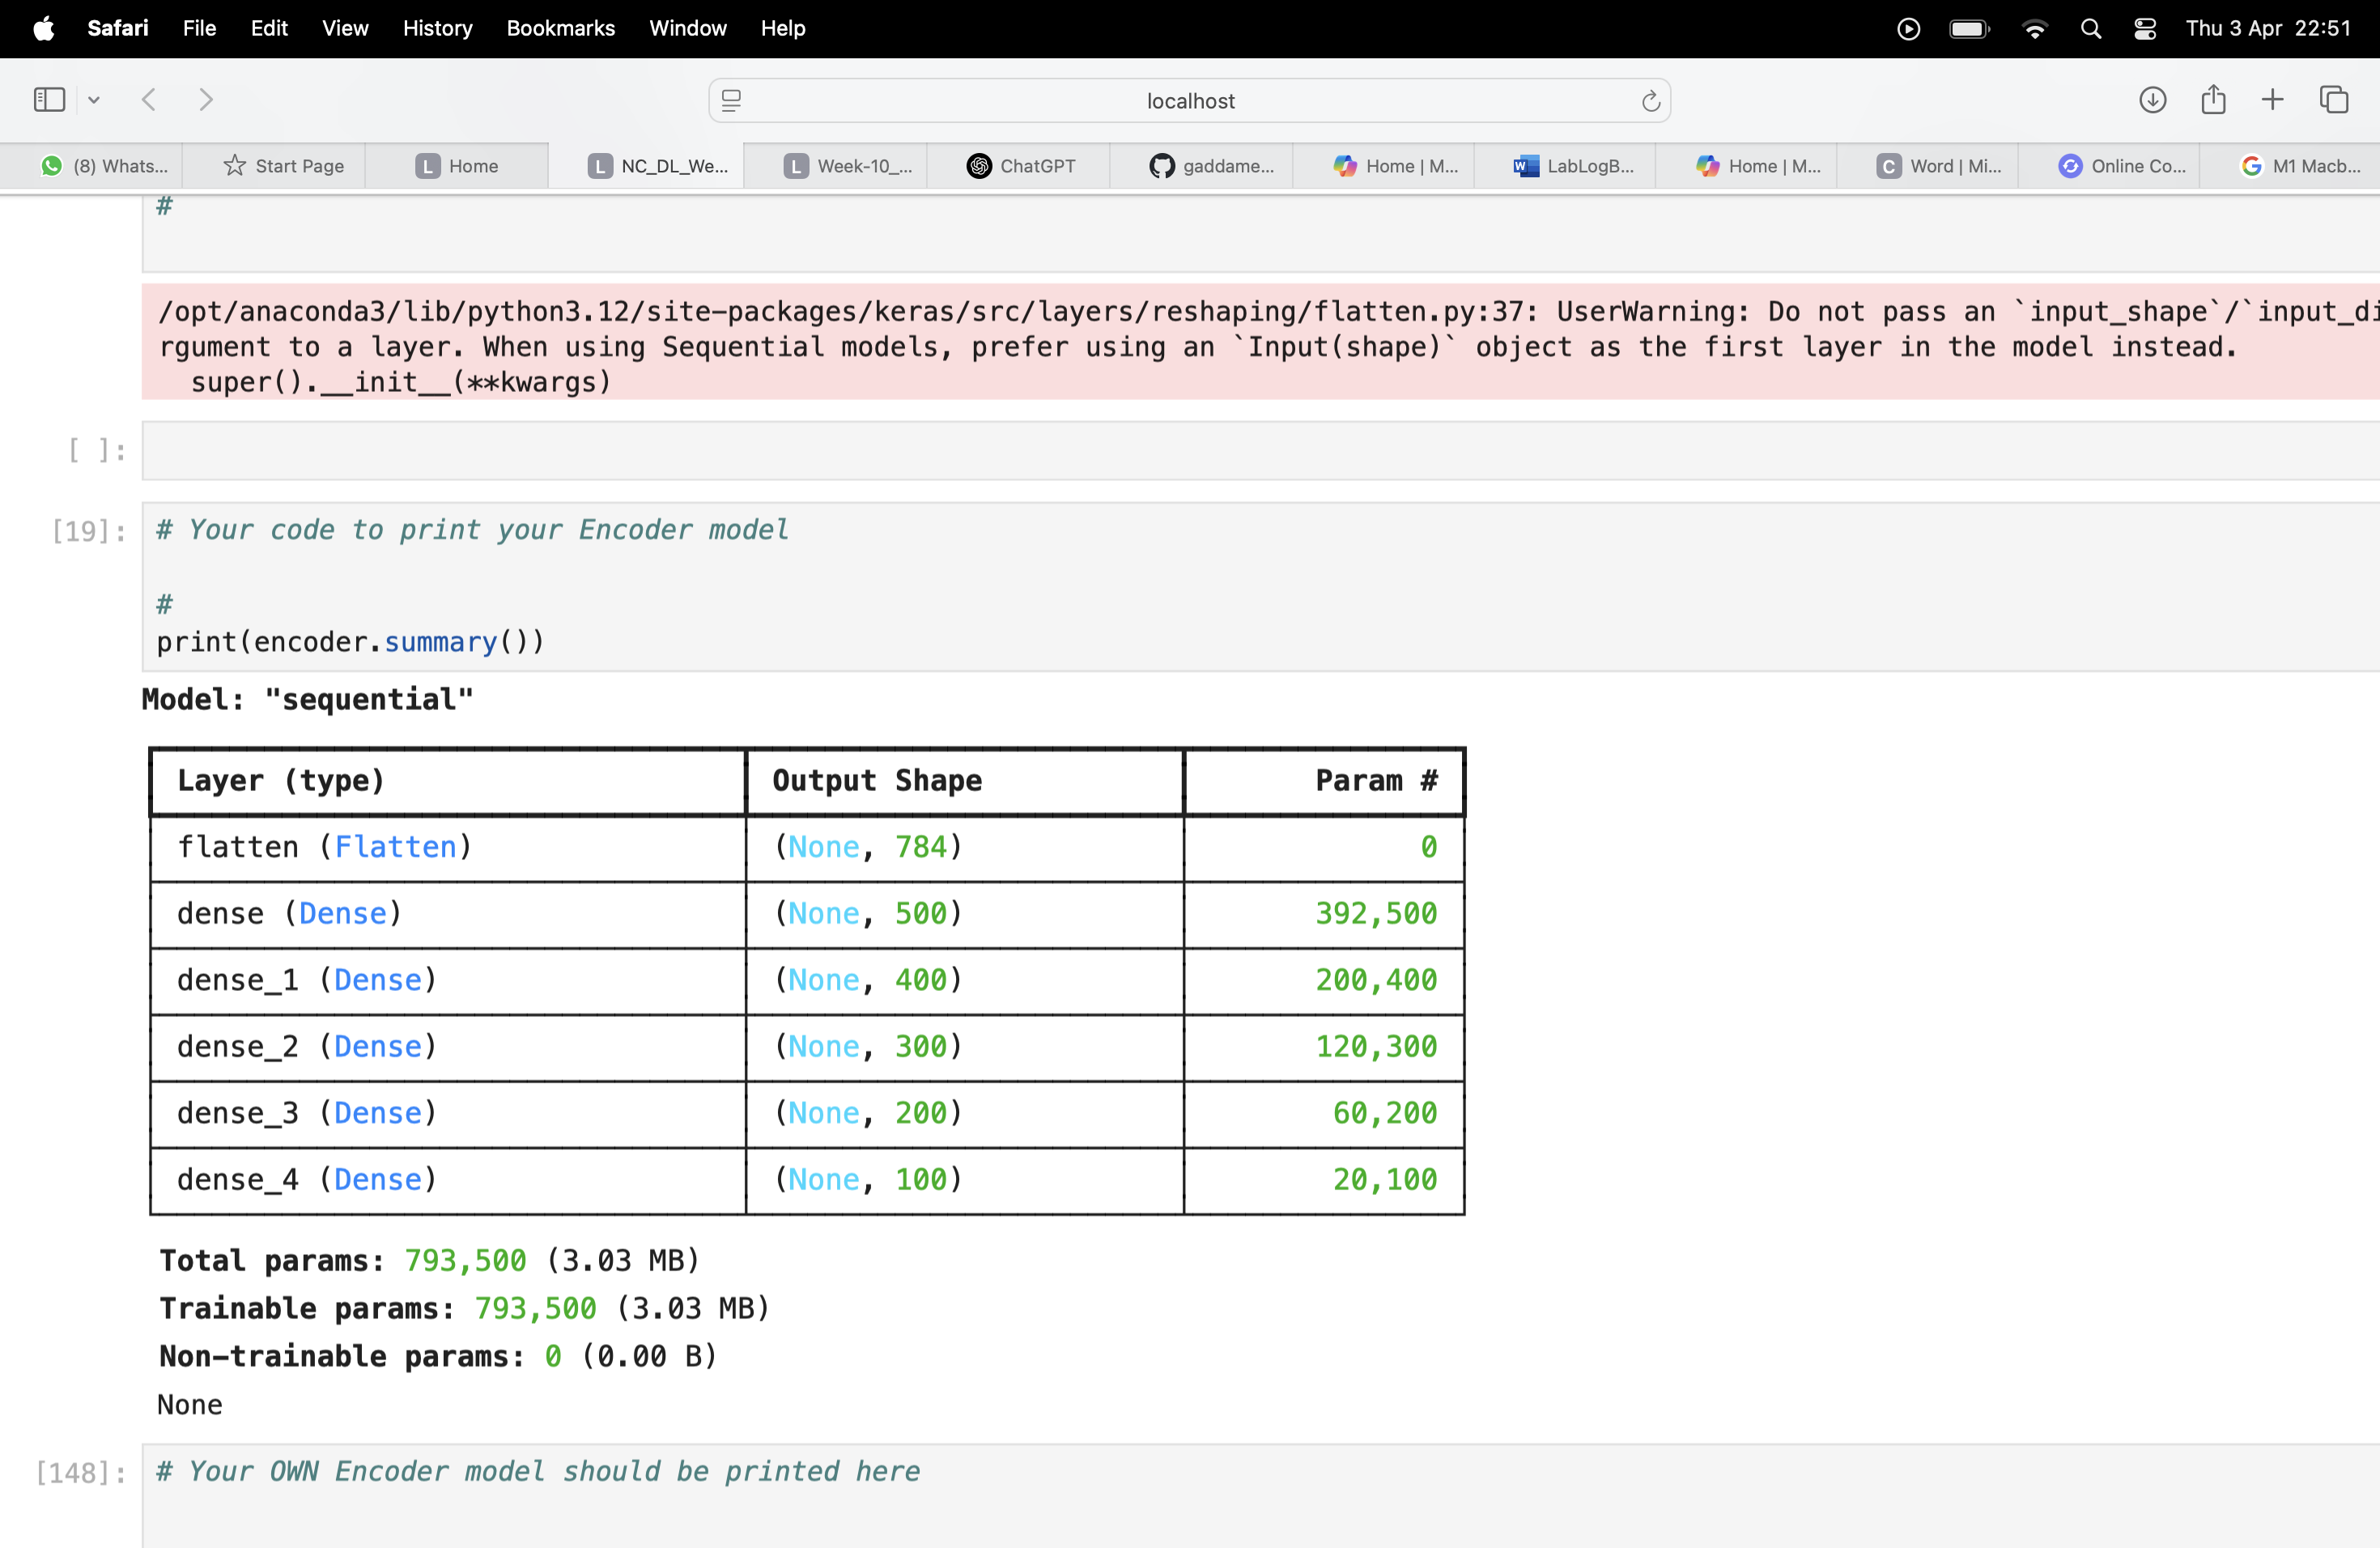 Safari File Edit View History Bookmarks Window Help Thu 3 Apr 22:51
localhost
(8) Whats... Start Page L Home L NC_DL_We... L Week-10_... ChatGPT gaddame... Home | M... W LabLogB... Home | M... C Word | Mi... Online Co... G M1 Macb...
#
/opt/anaconda3/lib/python3.12/site-packages/keras/src/layers/reshaping/flatten.py:37: UserWarning: Do not pass an `input_shape`/`input_di
rgument to a layer. When using Sequential models, prefer using an `Input(shape)` object as the first layer in the model instead.
super().__init__(**kwargs)
[ ]:
[19]: # Your code to print your Encoder model
#
print(encoder.summary())
Model: "sequential"
Layer (type) Output Shape Param #
flatten (Flatten) (None, 784) 0
dense (Dense) (None, 500) 392,500
dense_1 (Dense) (None, 400) 200,400
dense_2 (Dense) (None, 300) 120,300
dense_3 (Dense) (None, 200) 60,200
dense_4 (Dense) (None, 100) 20,100
Total params: 793,500 (3.03 MB)
Trainable params: 793,500 (3.03 MB)
Non-trainable params: 0 (0.00 B)
None
[148]: # Your OWN Encoder model should be printed here